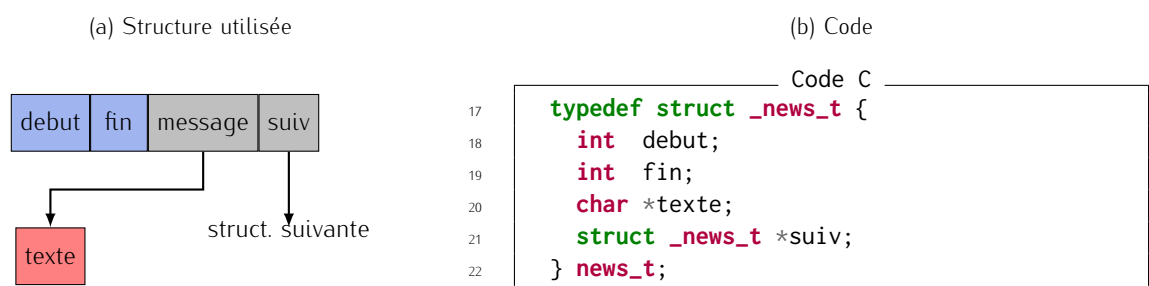 (a) Structure utilisée
debut fin message suiv
texte
struct. suivante
(b) Code
Code C
17 typedef struct _news_t {
18 int debut;
19 int fin;
20 char *texte;
21 struct _news_t *suiv;
22 } news_t;